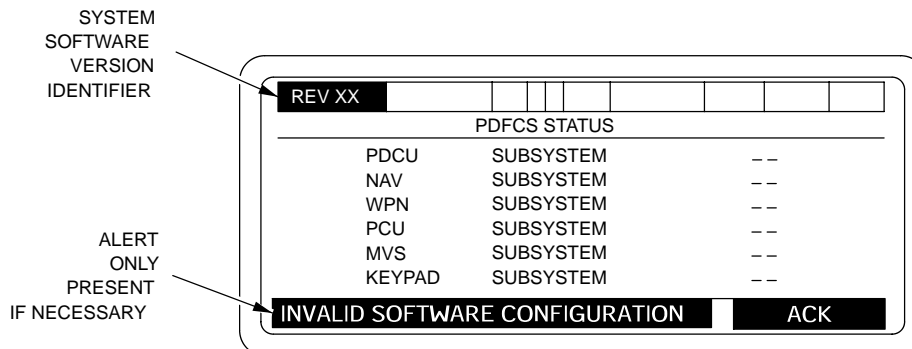 SYSTEM
SOFTWARE
VERSION
IDENTIFIER
REV XX
PDFCS STATUS
PDCU SUBSYSTEM – –
NAV SUBSYSTEM – –
WPN SUBSYSTEM – –
PCU SUBSYSTEM – –
MVS SUBSYSTEM – –
KEYPAD SUBSYSTEM – –
ALERT
ONLY
PRESENT
IF NECESSARY
INVALID SOFTWARE CONFIGURATION ACK